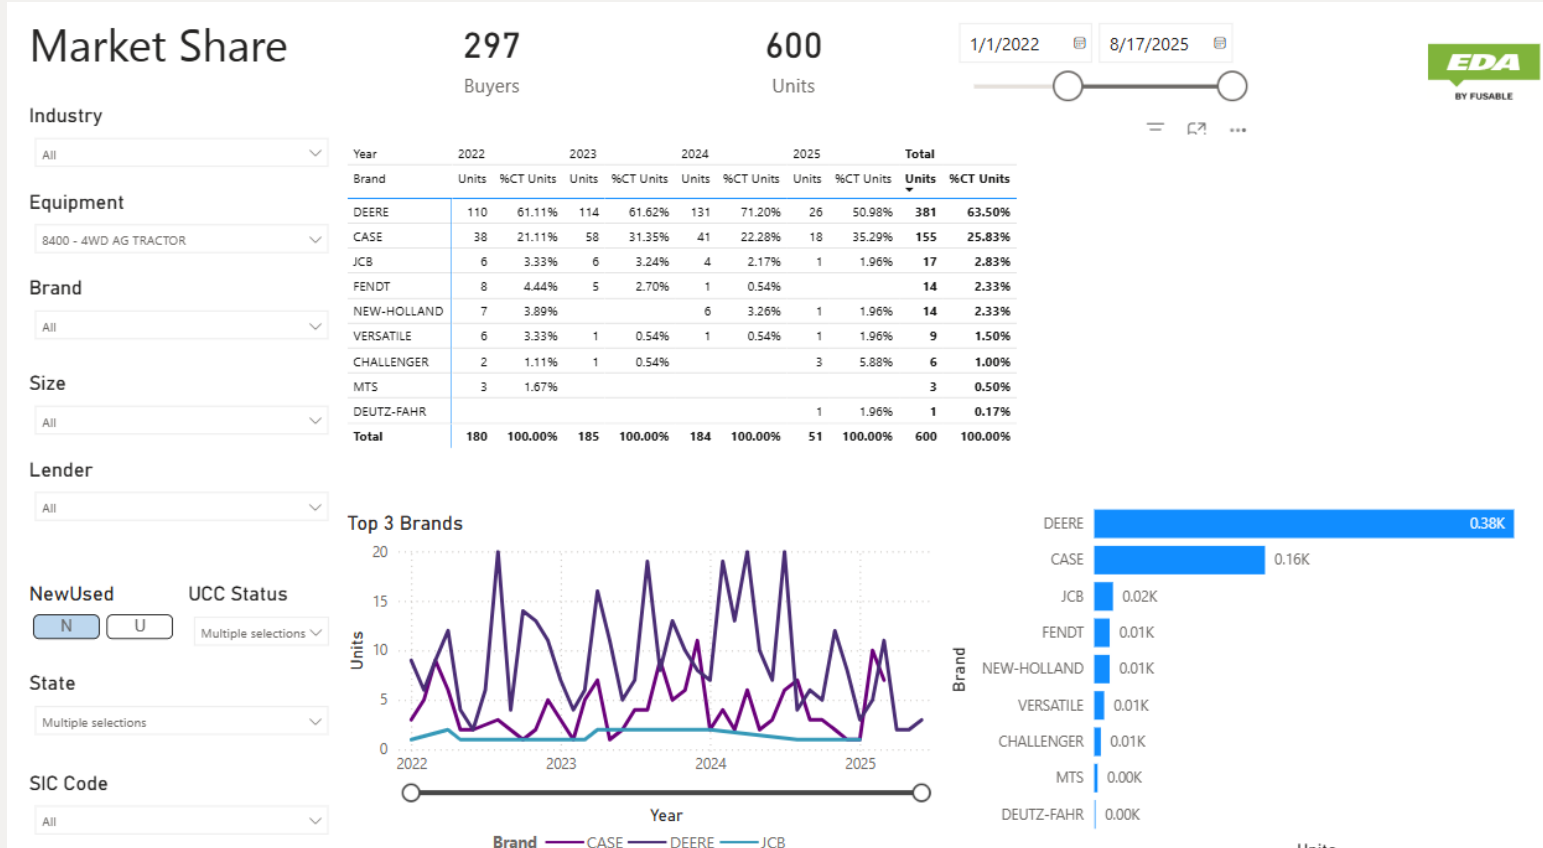 Market Share
297
Buyers
600
Units
1/1/2022
8/17/2025
EDA
BY FUSABLE
Industry
All
Equipment
8400 - 4WD AG TRACTOR
Brand
All
Size
All
Lender
All
NewUsed
N U
UCC Status
Multiple selections
State
Multiple selections
SIC Code
All
Year 2022 2023 2024 2025 Total
Brand Units %CT Units Units %CT Units Units %CT Units Units %CT Units Units %CT Units
DEERE 110 61.11% 114 61.62% 131 71.20% 26 50.98% 381 63.50%
CASE 38 21.11% 58 31.35% 41 22.28% 18 35.29% 155 25.83%
JCB 6 3.33% 6 3.24% 4 2.17% 1 1.96% 17 2.83%
FENDT 8 4.44% 5 2.70% 1 0.54% 14 2.33%
NEW-HOLLAND 7 3.89% 6 3.26% 1 1.96% 14 2.33%
VERSATILE 6 3.33% 1 0.54% 1 0.54% 1 1.96% 9 1.50%
CHALLENGER 2 1.11% 1 0.54% 3 5.88% 6 1.00%
MTS 3 1.67% 3 0.50%
DEUTZ-FAHR 1 1.96% 1 0.17%
Total 180 100.00% 185 100.00% 184 100.00% 51 100.00% 600 100.00%
Top 3 Brands
20
15
10
5
0
Units
2022 2023 2024 2025
Year
Brand CASE DEERE JCB
Brand
DEERE 0.38K
CASE 0.16K
JCB 0.02K
FENDT 0.01K
NEW-HOLLAND 0.01K
VERSATILE 0.01K
CHALLENGER 0.01K
MTS 0.00K
DEUTZ-FAHR 0.00K
Units